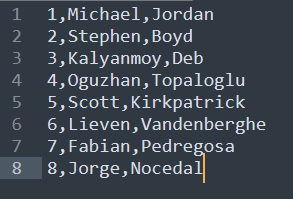 1 1,Michael,Jordan
2 2,Stephen,Boyd
3 3,Kalyanmoy,Deb
4 4,Oguzhan,Topaloglu
5 5,Scott,Kirkpatrick
6 6,Lieven,Vandenberghe
7 7,Fabian,Pedregosa
8 8,Jorge,Nocedal